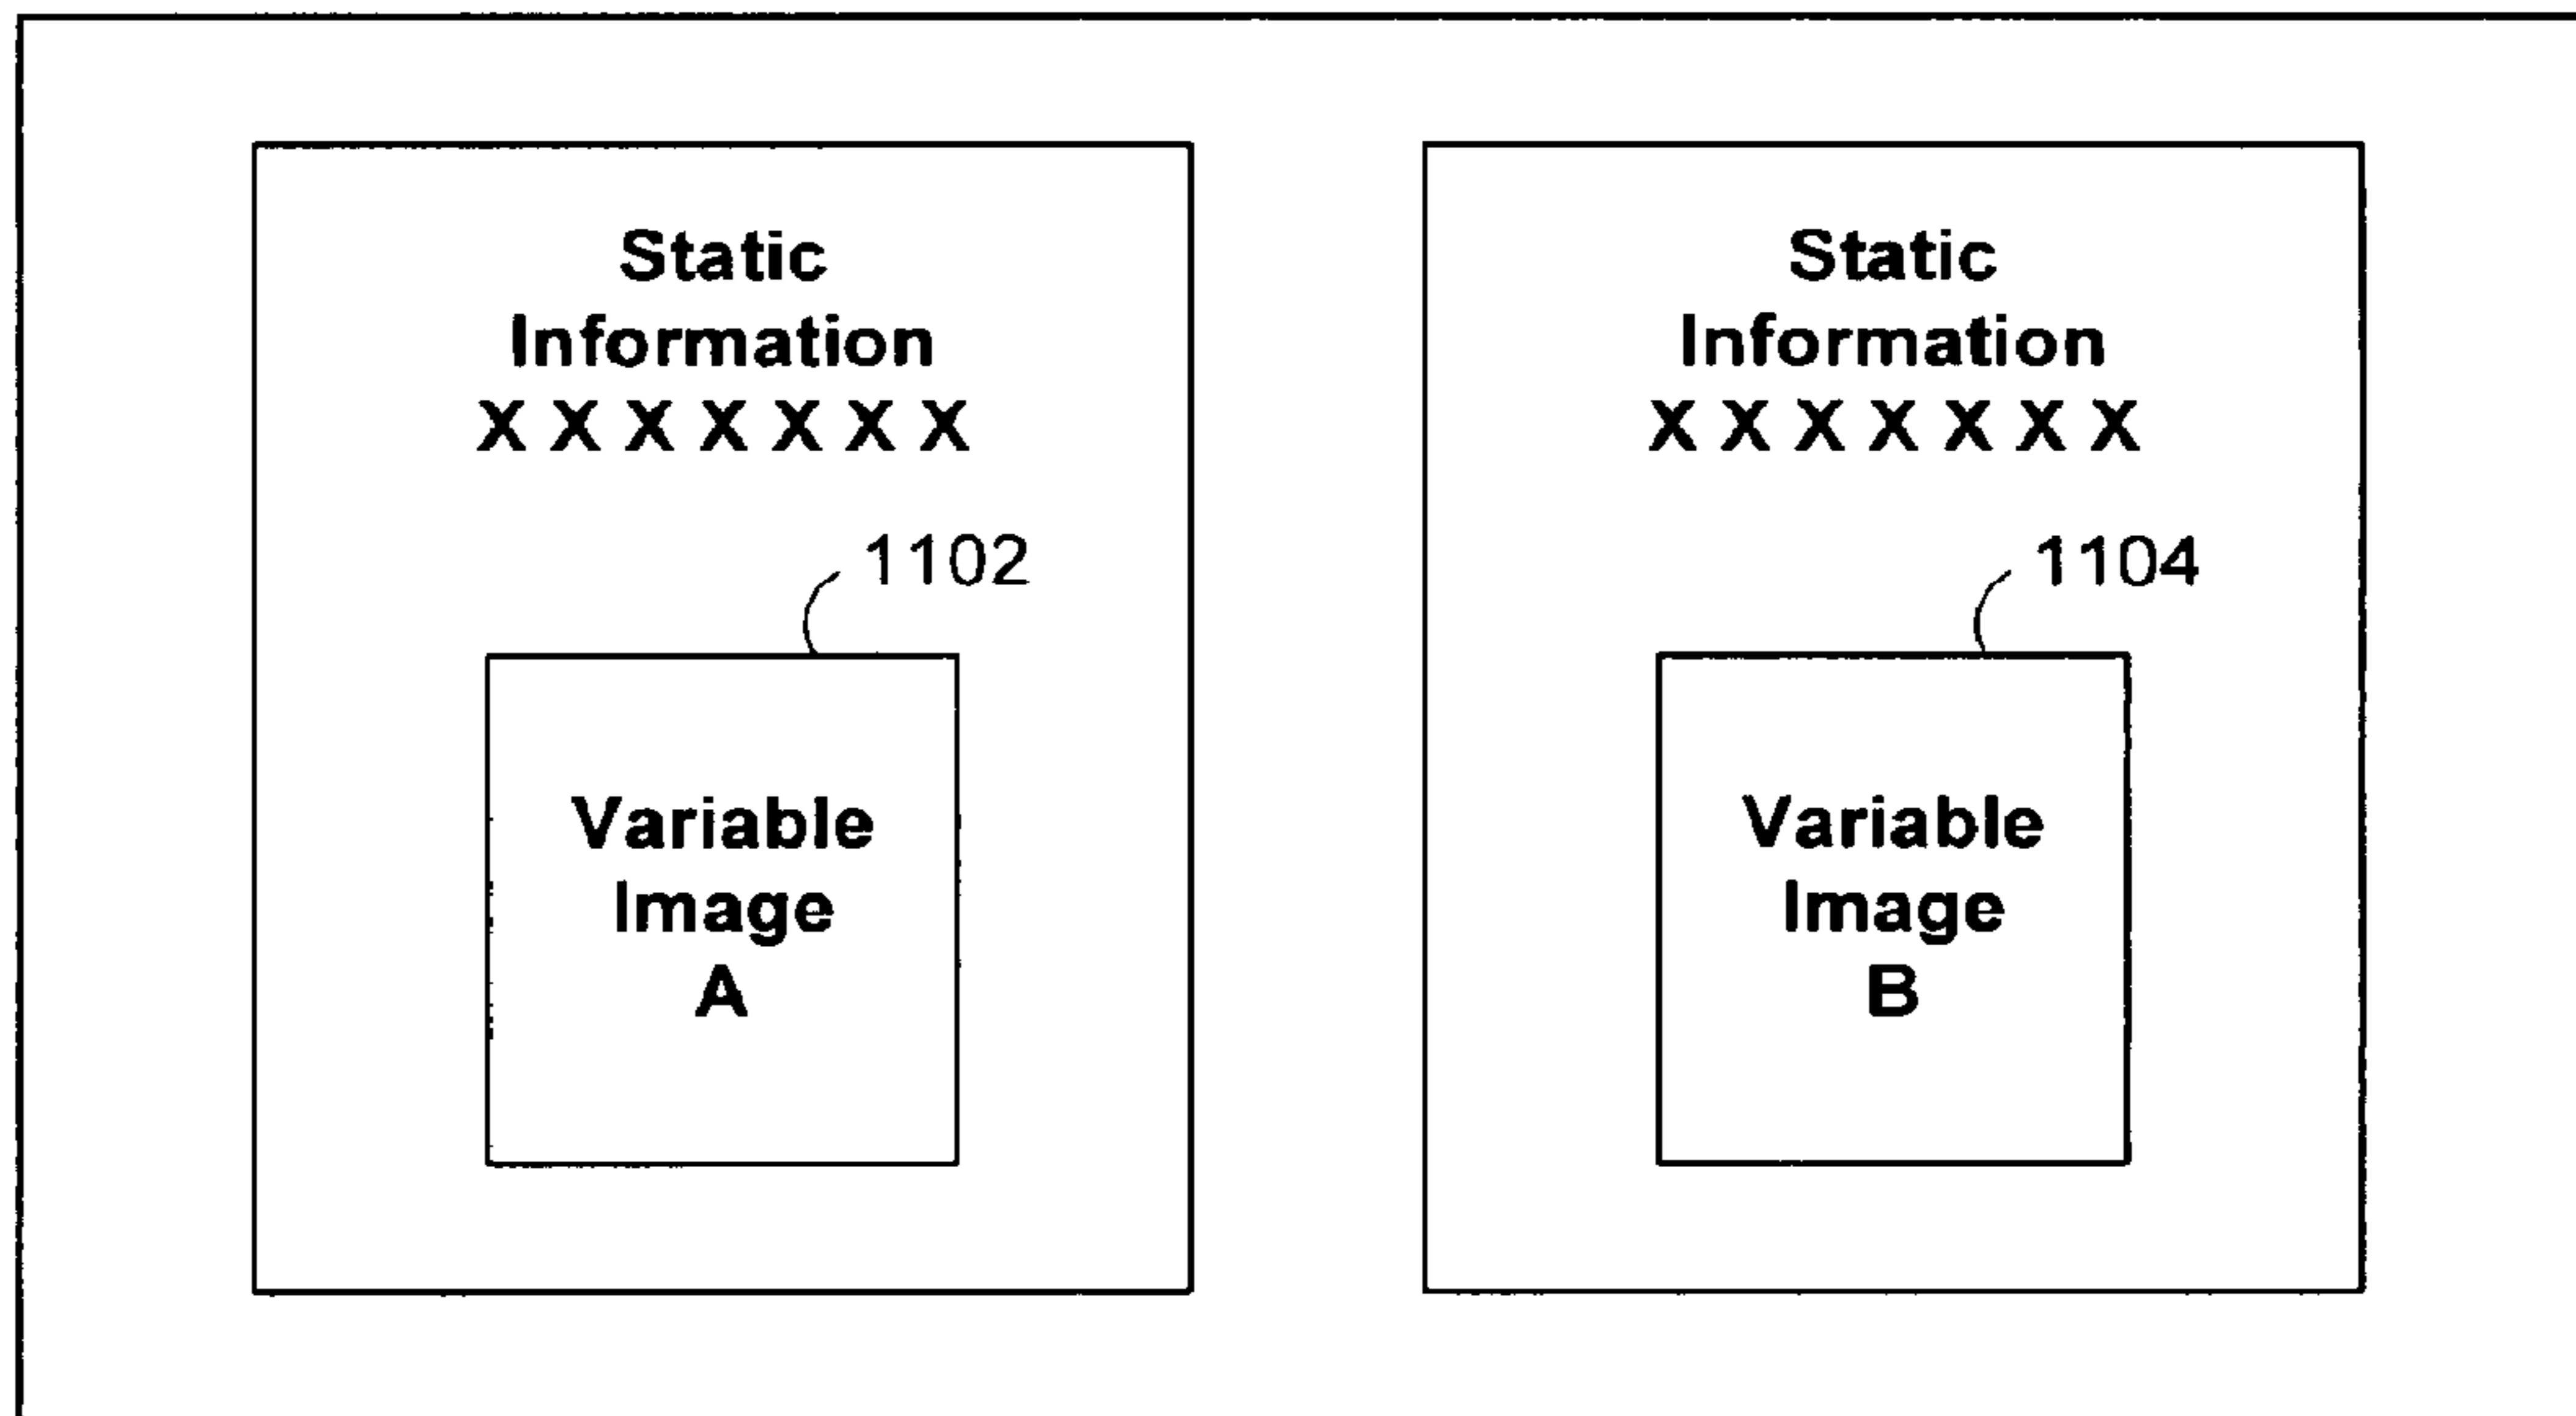 Static
Information
X X X X X X X
1102
Variable
Image
A
Static
Information
X X X X X X X
1104
Variable
Image
B